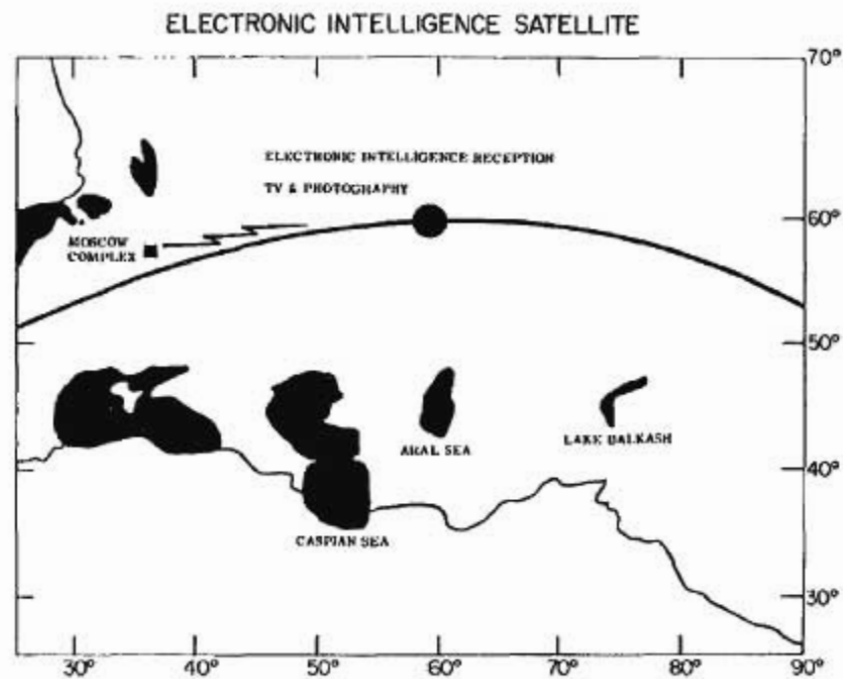 ELECTRONIC INTELLIGENCE SATELLITE
70°
ELECTRONIC INTELLIGENCE RECEPTION
TV & PHOTOGRAPHY
60°
MOSCOW
COMPLEX
50°
ARAL SEA
LAKE BALKASH
40°
CASPIAN SEA
30°
30° 40° 50° 60° 70° 80° 90°